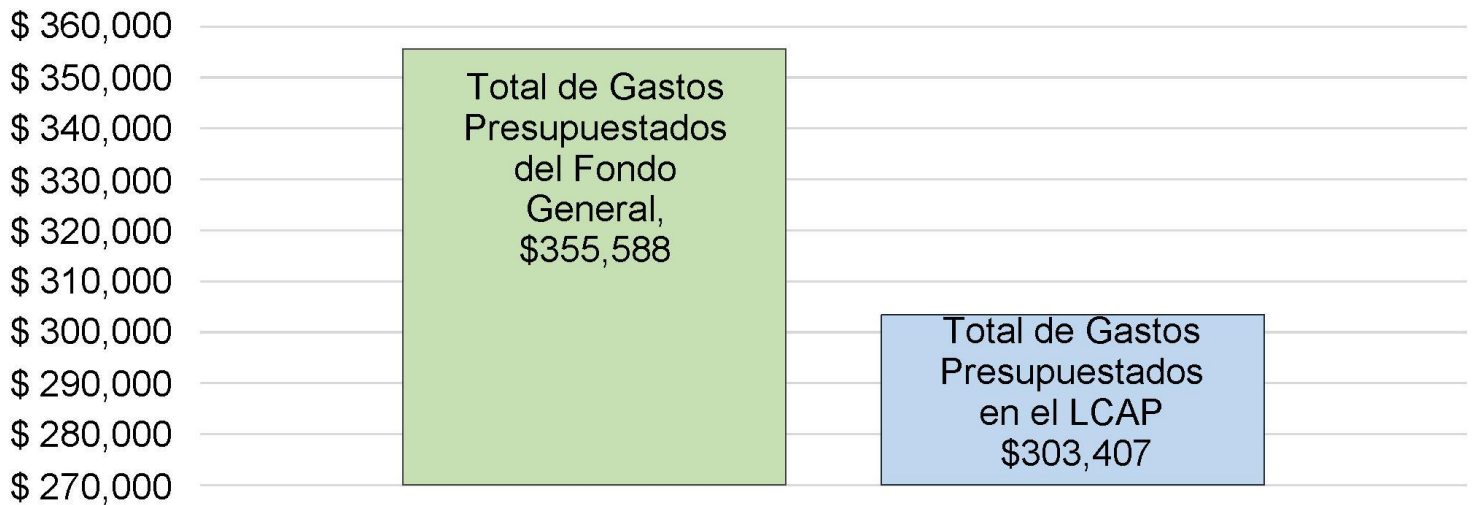 $ 360,000
$ 350,000
$ 340,000
$ 330,000
$ 320,000
$ 310,000
$ 300,000
$ 290,000
$ 280,000
$ 270,000
Total de Gastos
Presupuestados
del Fondo
General,
$355,588
Total de Gastos
Presupuestados
en el LCAP
$303,407